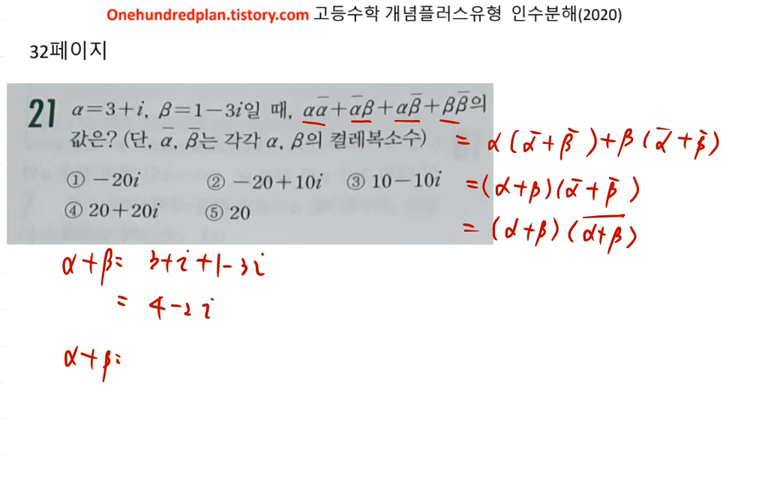 Onehundredplan.tistory.com 고등수학 개념플러스유형 인수분해(2020)
32페이지
21 α=3+i, β=1-3i일 때, αᾱ+ᾱβ+αβ̄+ββ̄의
값은? (단, ᾱ, β̄는 각각 α, β의 켤레복소수)
= α(ᾱ+β̄)+β(ᾱ+β̄)
① -20i ② -20+10i ③ 10-10i
=(α+β)(ᾱ+β̄)
④ 20+20i ⑤ 20
= (α+β)(α+β)̅
α+β= 3+i+1-3i
= 4-2i
α+β=